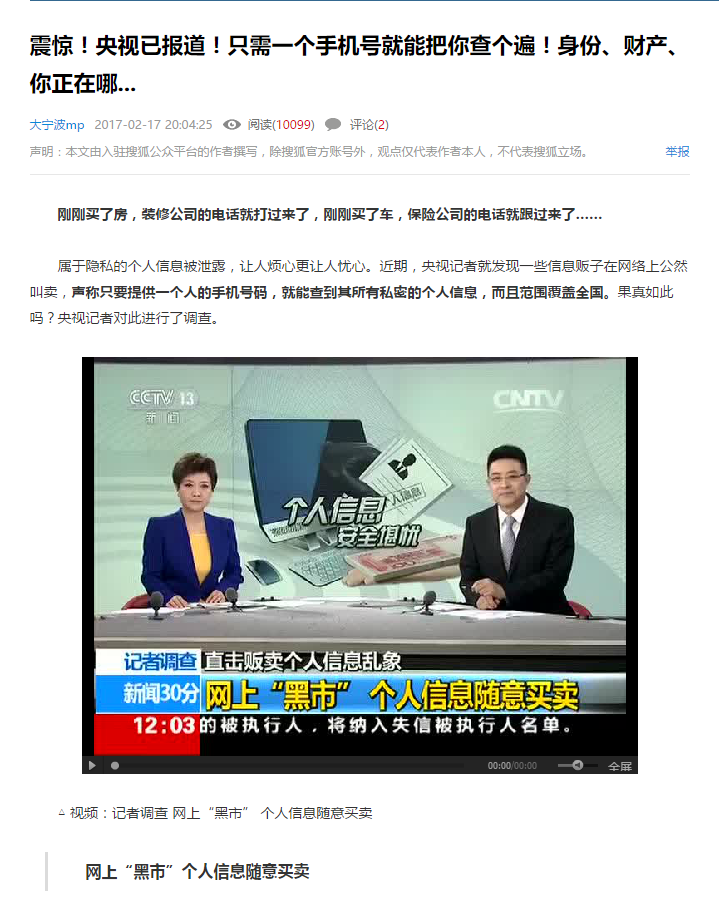 震惊！央视已报道！只需一个手机号就能把你查个遍！身份、财产、
你正在哪...
大宁波mp 2017-02-17 20:04:25 阅读(10099) 评论(2)
声明：本文由入驻搜狐公众平台的作者撰写，除搜狐官方账号外，观点仅代表作者本人，不代表搜狐立场。 举报
刚刚买了房，装修公司的电话就打过来了，刚刚买了车，保险公司的电话就跟过来了……
属于隐私的个人信息被泄露，让人烦心更让人忧心。近期，央视记者就发现一些信息贩子在网络上公然
叫卖，声称只要提供一个人的手机号码，就能查到其所有私密的个人信息，而且范围覆盖全国。果真如此
吗？央视记者对此进行了调查。
CCTV 13
新闻
CNTV
个人信息
个人信息
安全堪忧
记者调查 直击贩卖个人信息乱象
新闻30分 网上“黑市” 个人信息随意买卖
12:03 的被执行人，将纳入失信被执行人名单。
00:00/00:00 全屏
△ 视频：记者调查 网上“黑市” 个人信息随意买卖
网上“黑市”个人信息随意买卖